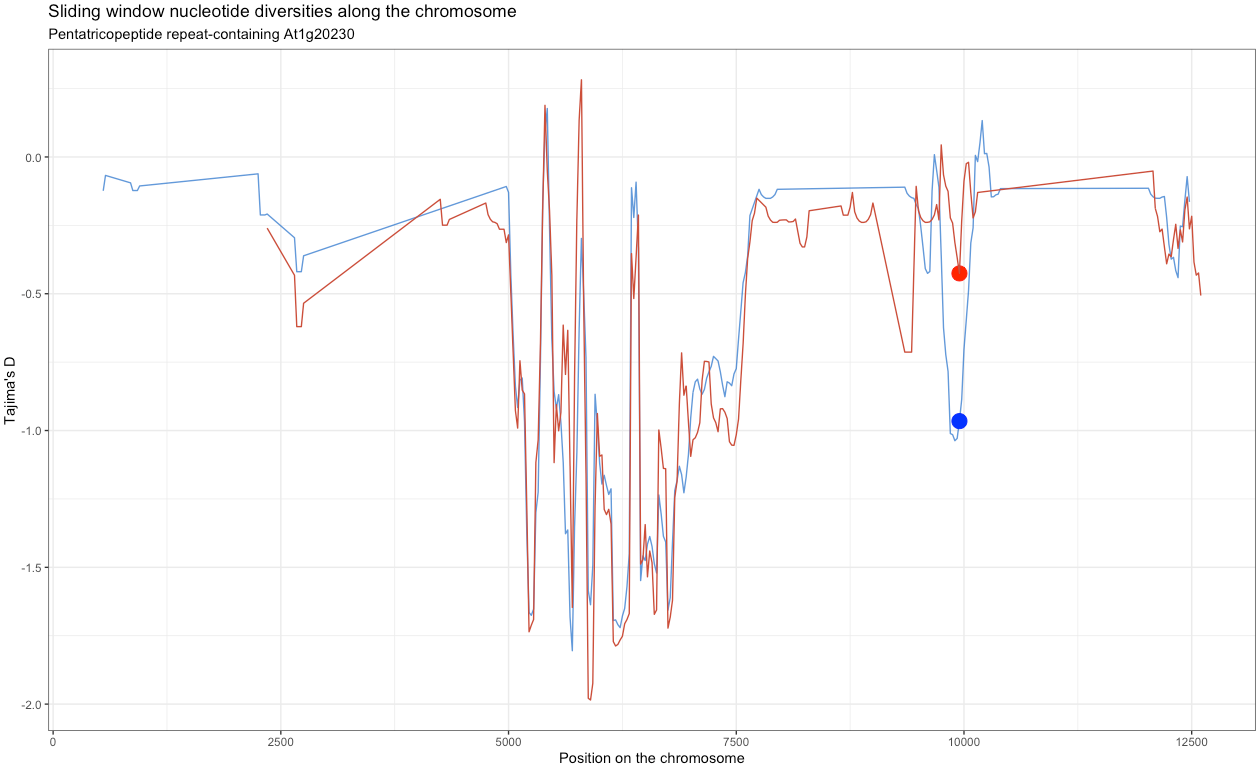 Sliding window nucleotide diversities along the chromosome
Pentatricopeptide repeat-containing At1g20230
Tajima's D
0.0
-0.5
-1.0
-1.5
-2.0
0 2500 5000 7500 10000 12500
Position on the chromosome